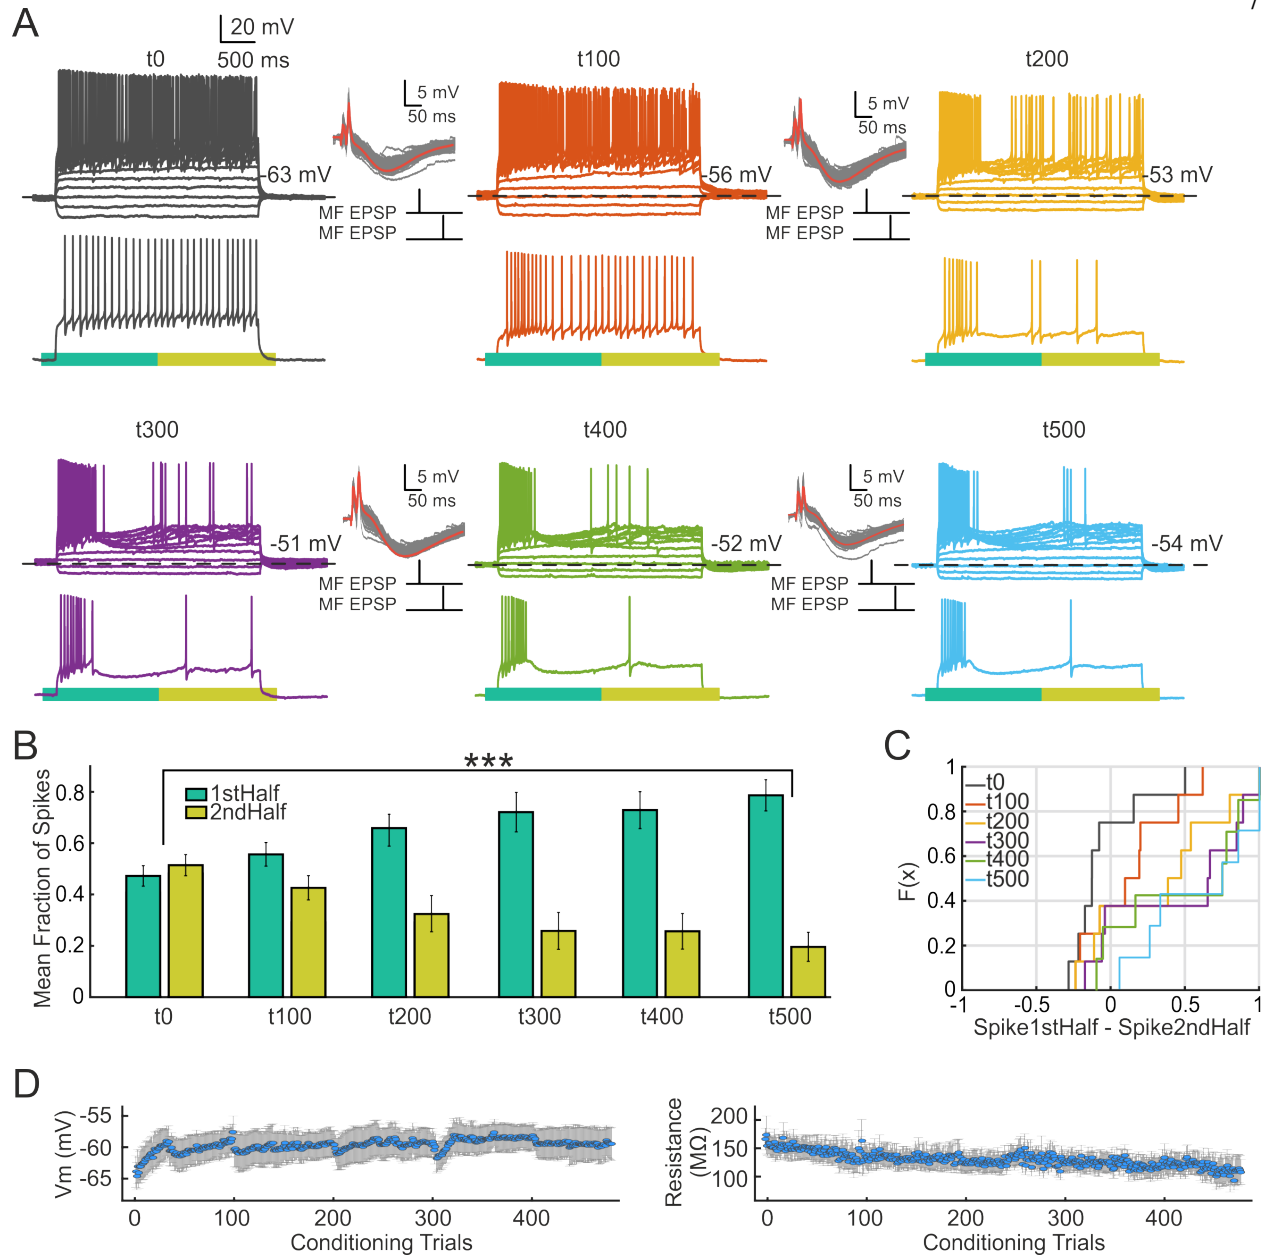 A
20 mV
500 ms
t0
t100
t200
5 mV
50 ms
5 mV
50 ms
-63 mV
-56 mV
-53 mV
MF EPSP
MF EPSP
MF EPSP
MF EPSP
t300
t400
t500
5 mV
50 ms
5 mV
50 ms
-51 mV
-52 mV
-54 mV
MF EPSP
MF EPSP
MF EPSP
MF EPSP
B
***
1stHalf
2ndHalf
Mean Fraction of Spikes
0.8
0.6
0.4
0.2
0
t0 t100 t200 t300 t400 t500
C
t0
t100
t200
t300
t400
t500
F(x)
1
0.8
0.6
0.4
0.2
0
-1 -0.5 0 0.5 1
Spike1stHalf - Spike2ndHalf
D
Vm (mV)
-55
-60
-65
0 100 200 300 400
Conditioning Trials
Resistance
(MΩ)
200
150
100
0 100 200 300 400
Conditioning Trials